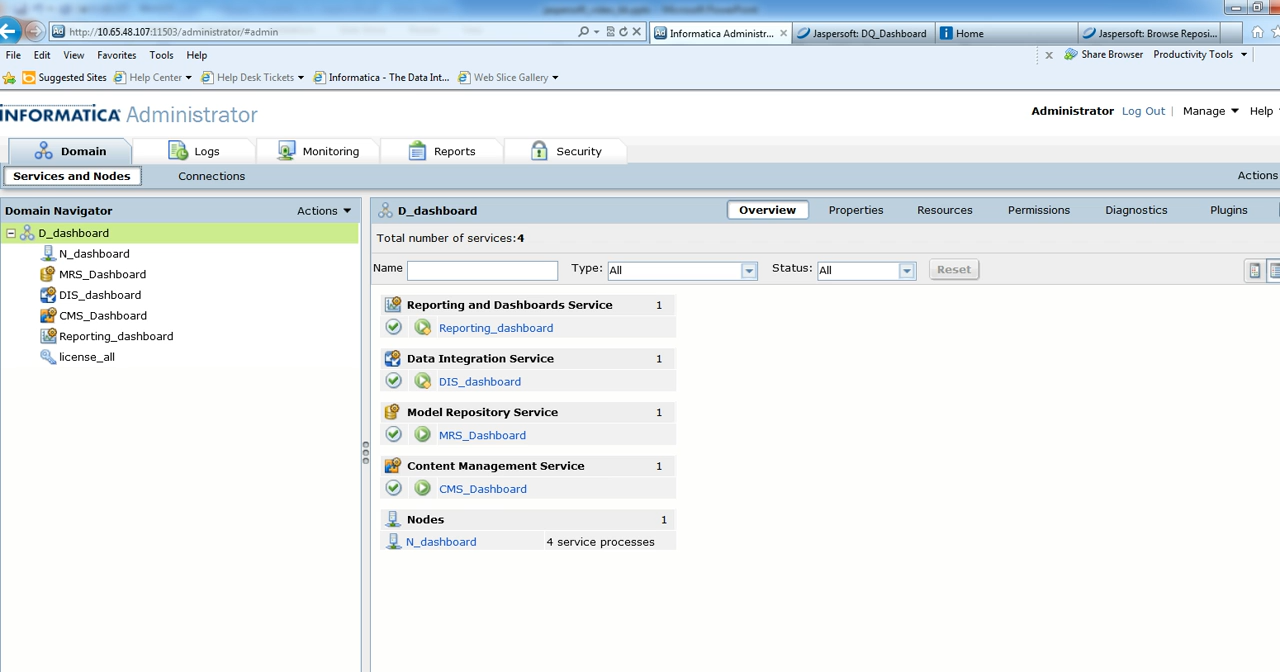 http://10.65.48.107:11503/administrator/#admin
Informatica Administr...
Jaspersoft: DQ_Dashboard
Home
Jaspersoft: Browse Reposi...
File Edit View Favorites Tools Help
x Share Browser Productivity Tools
Suggested Sites Help Center Help Desk Tickets Informatica - The Data Int... Web Slice Gallery
INFORMATICA Administrator
Administrator Log Out | Manage Help
Domain Logs Monitoring Reports Security
Services and Nodes Connections Actions
Domain Navigator Actions
D_dashboard
N_dashboard
MRS_Dashboard
DIS_dashboard
CMS_Dashboard
Reporting_dashboard
license_all
D_dashboard Overview Properties Resources Permissions Diagnostics Plugins
Total number of services:4
Name Type: All Status: All Reset
Reporting and Dashboards Service 1
Reporting_dashboard
Data Integration Service 1
DIS_dashboard
Model Repository Service 1
MRS_Dashboard
Content Management Service 1
CMS_Dashboard
Nodes 1
N_dashboard 4 service processes